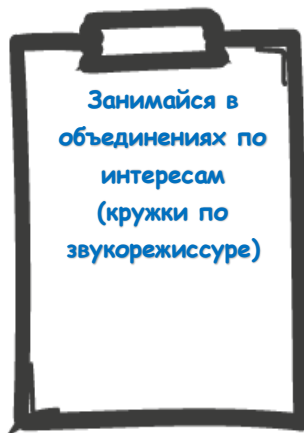 Занимайся в
объединениях по
интересам
(кружки по
звукорежиссуре)